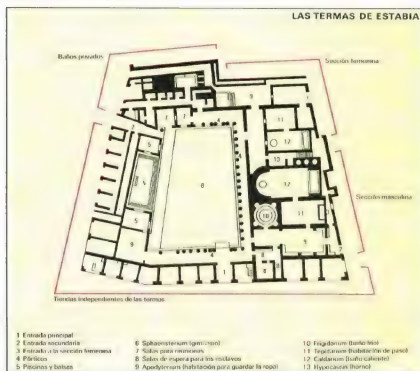 LAS TERMAS DE ESTABIA
Baños privados
Sección femenina
Sección masculina
Tiendas independientes de las termas
1 Entrada principal
2 Entrada secundaria
3 Entrada a la sección femenina
4 Pórticos
5 Piscinas y balsas
6 Sphaeristerium (gimnasio)
7 Salas para reuniones
8 Salas de espera para los esclavos
9 Apodyterium (habitación para guardar la ropa)
10 Frigidarium (baño frío)
11 Tepidarium (habitación de paso)
12 Caldarium (baño caliente)
13 Hypocausis (horno)